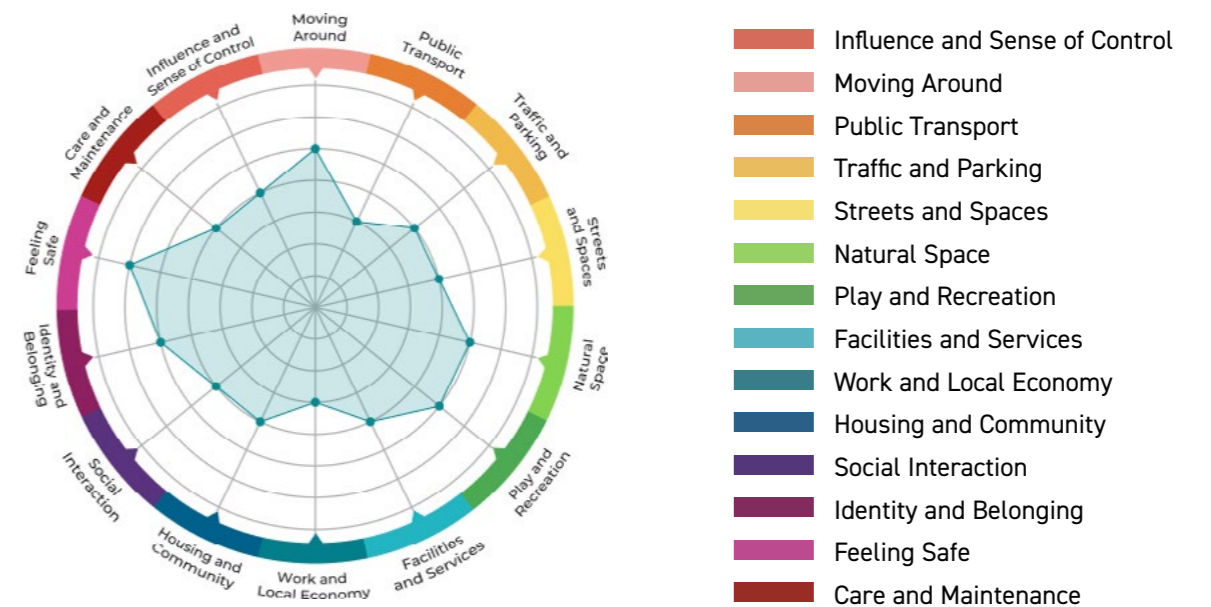 Moving
Around
Public
Transport
Traffic and
Parking
Streets
and Spaces
Natural
Space
Play and
Recreation
Facilities
and Services
Work and
Local Economy
Housing and
Community
Social
Interaction
Identity and
Belonging
Feeling
Safe
Care and
Maintenance
Influence and
Sense of Control
Influence and Sense of Control
Moving Around
Public Transport
Traffic and Parking
Streets and Spaces
Natural Space
Play and Recreation
Facilities and Services
Work and Local Economy
Housing and Community
Social Interaction
Identity and Belonging
Feeling Safe
Care and Maintenance